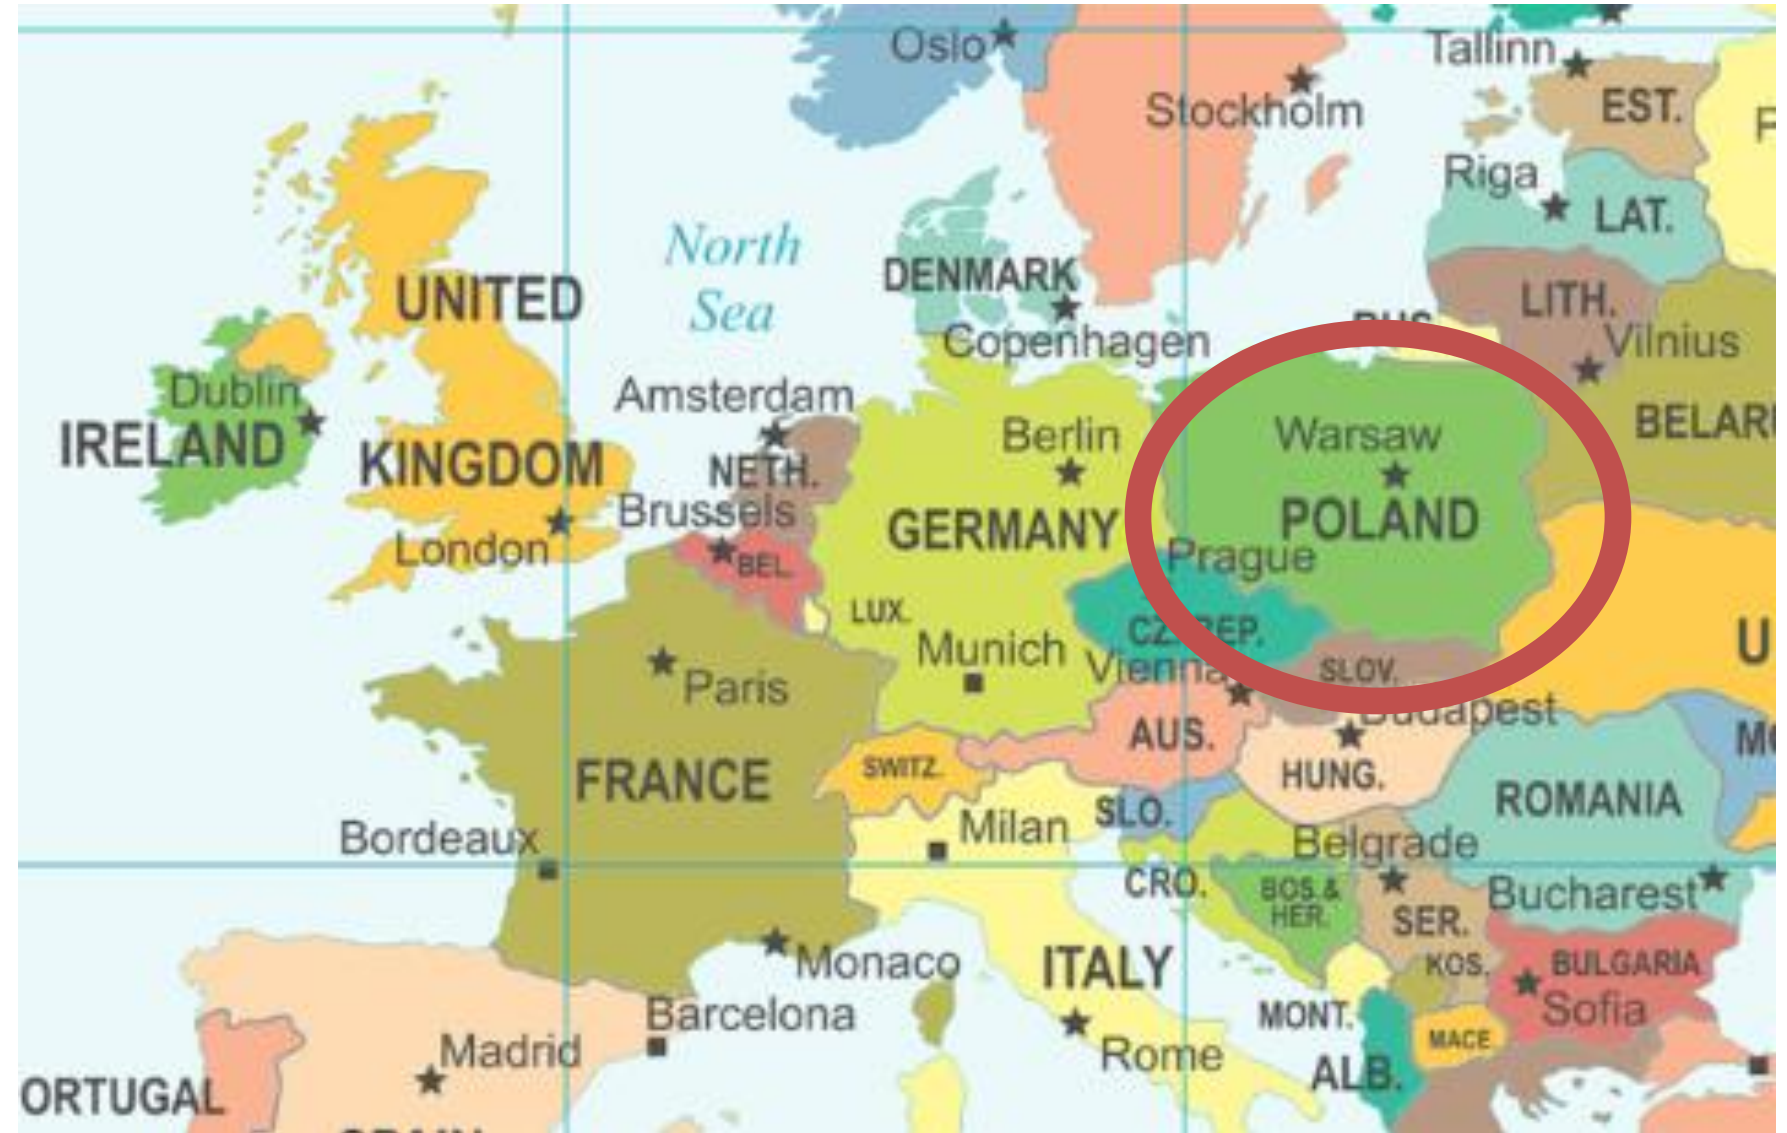 Oslo
Stockholm
Tallinn
EST.
Riga
LAT.
North
Sea
DENMARK
Copenhagen
LITH.
Vilnius
RUS.
UNITED
KINGDOM
Dublin
IRELAND
London
Amsterdam
NETH.
Brussels
BEL.
LUX.
Berlin
GERMANY
Munich
Warsaw
POLAND
BELAR
Prague
CZ. REP.
Vienna
SLOV.
U
Paris
FRANCE
SWITZ.
AUS.
Budapest
HUNG.
ROMANIA
MO
Bordeaux
Milan
SLO.
CRO.
Belgrade
BOS.&
HER.
SER.
KOS.
Bucharest
BULGARIA
Sofia
Monaco
ITALY
Rome
MONT.
MACE
ALB.
Barcelona
Madrid
ORTUGAL
SPAIN